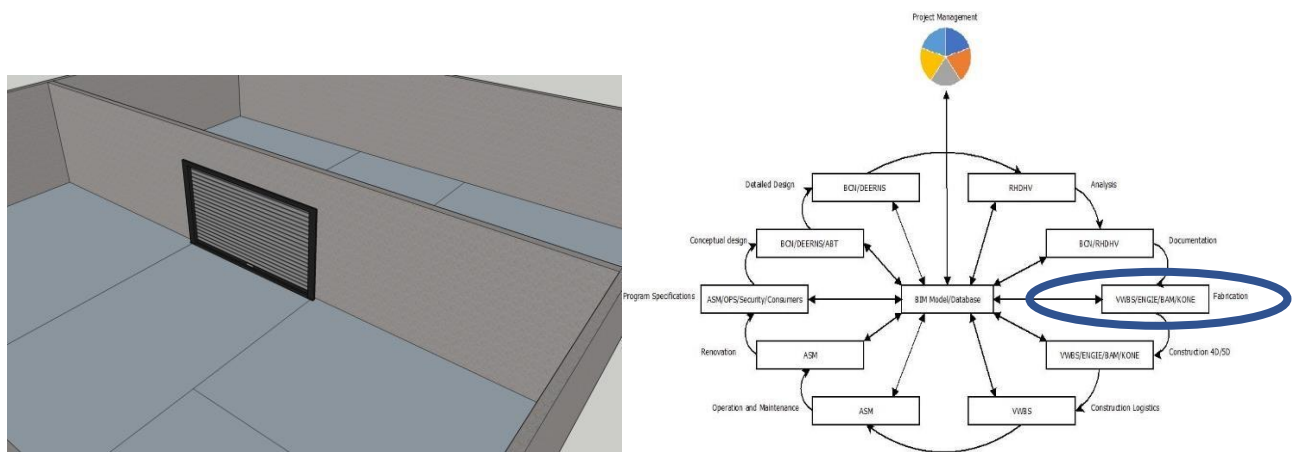 Project Management
Detailed Design
BCN/DEERNS
RHDHV
Analysis
Conceptual design
BCN/DEERNS/ABT
BCN/RHDHV
Documentation
Program Specifications
ASM/OPS/Security/Consumers
BIM Model/Database
VWBS/ENGIE/BAM/KONE
Fabrication
Renovation
ASM
VWBS/ENGIE/BAM/KONE
Construction 4D/5D
Operation and Maintenance
ASM
VWBS
Construction Logistics